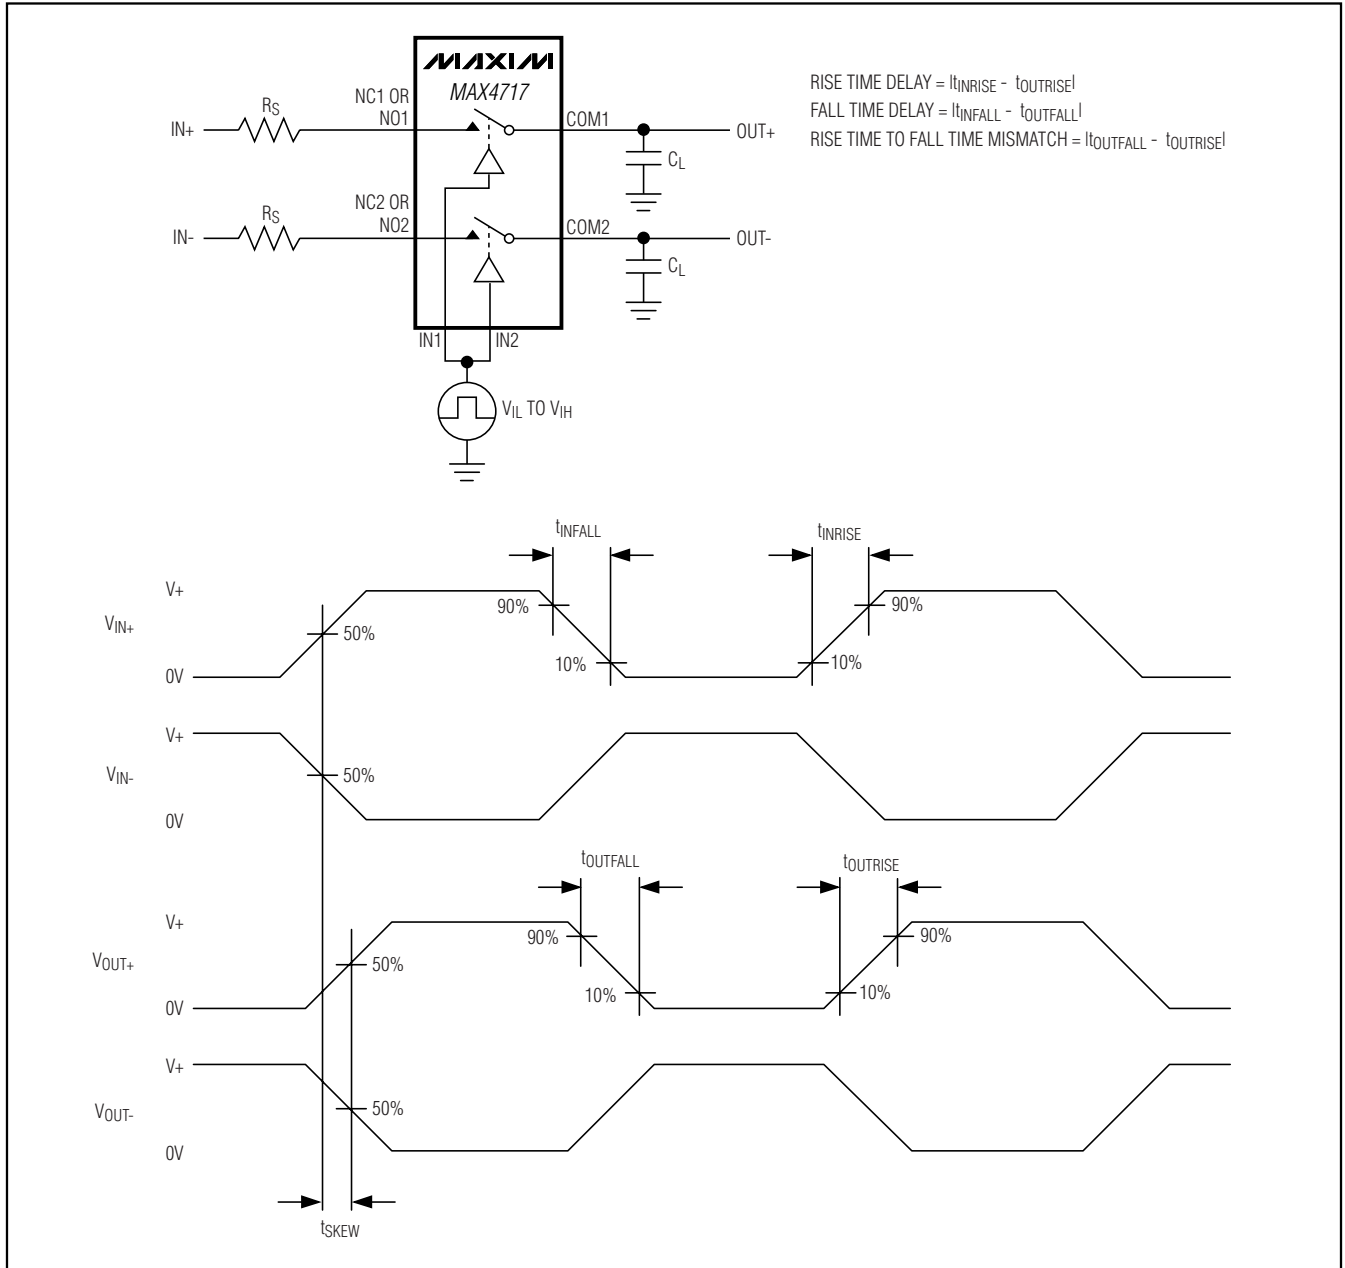 MAXIM
MAX4717
RISE TIME DELAY = |tINRISE - tOUTRISE|
FALL TIME DELAY = |tINFALL - tOUTFALL|
RISE TIME TO FALL TIME MISMATCH = |tOUTFALL - tOUTRISE|
NC1 OR
NO1
RS
IN+
COM1
OUT+
CL
NC2 OR
NO2
RS
IN-
COM2
OUT-
CL
IN1
IN2
VIL TO VIH
tINFALL
tINRISE
V+
VIN+
0V
50%
90%
10%
10%
90%
V+
VIN-
0V
50%
tOUTFALL
tOUTRISE
V+
VOUT+
0V
50%
90%
10%
10%
90%
V+
VOUT-
0V
50%
tSKEW